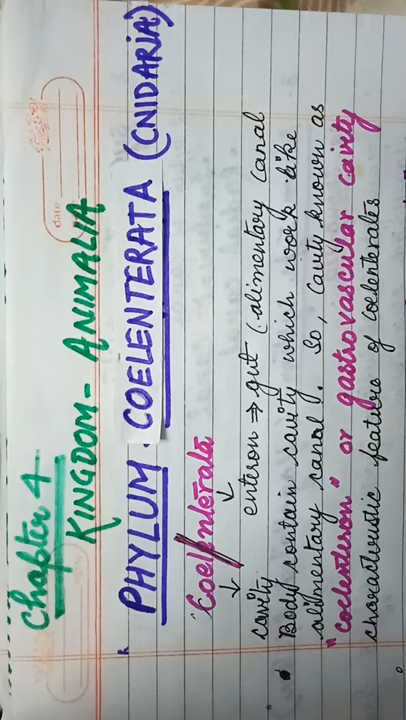 date
Chapter 4
KINGDOM - ANIMALIA
PHYLUM. COELENTERATA (CNIDARIA)
Coelenterata
↓ ↓
cavity enteron ⇒ gut (alimentary canal
Body contain cavity which work like
alimentary canal. So, Cavity known as
"coelenteron" or gastrovascular cavity
characteristic feature of coelenterates